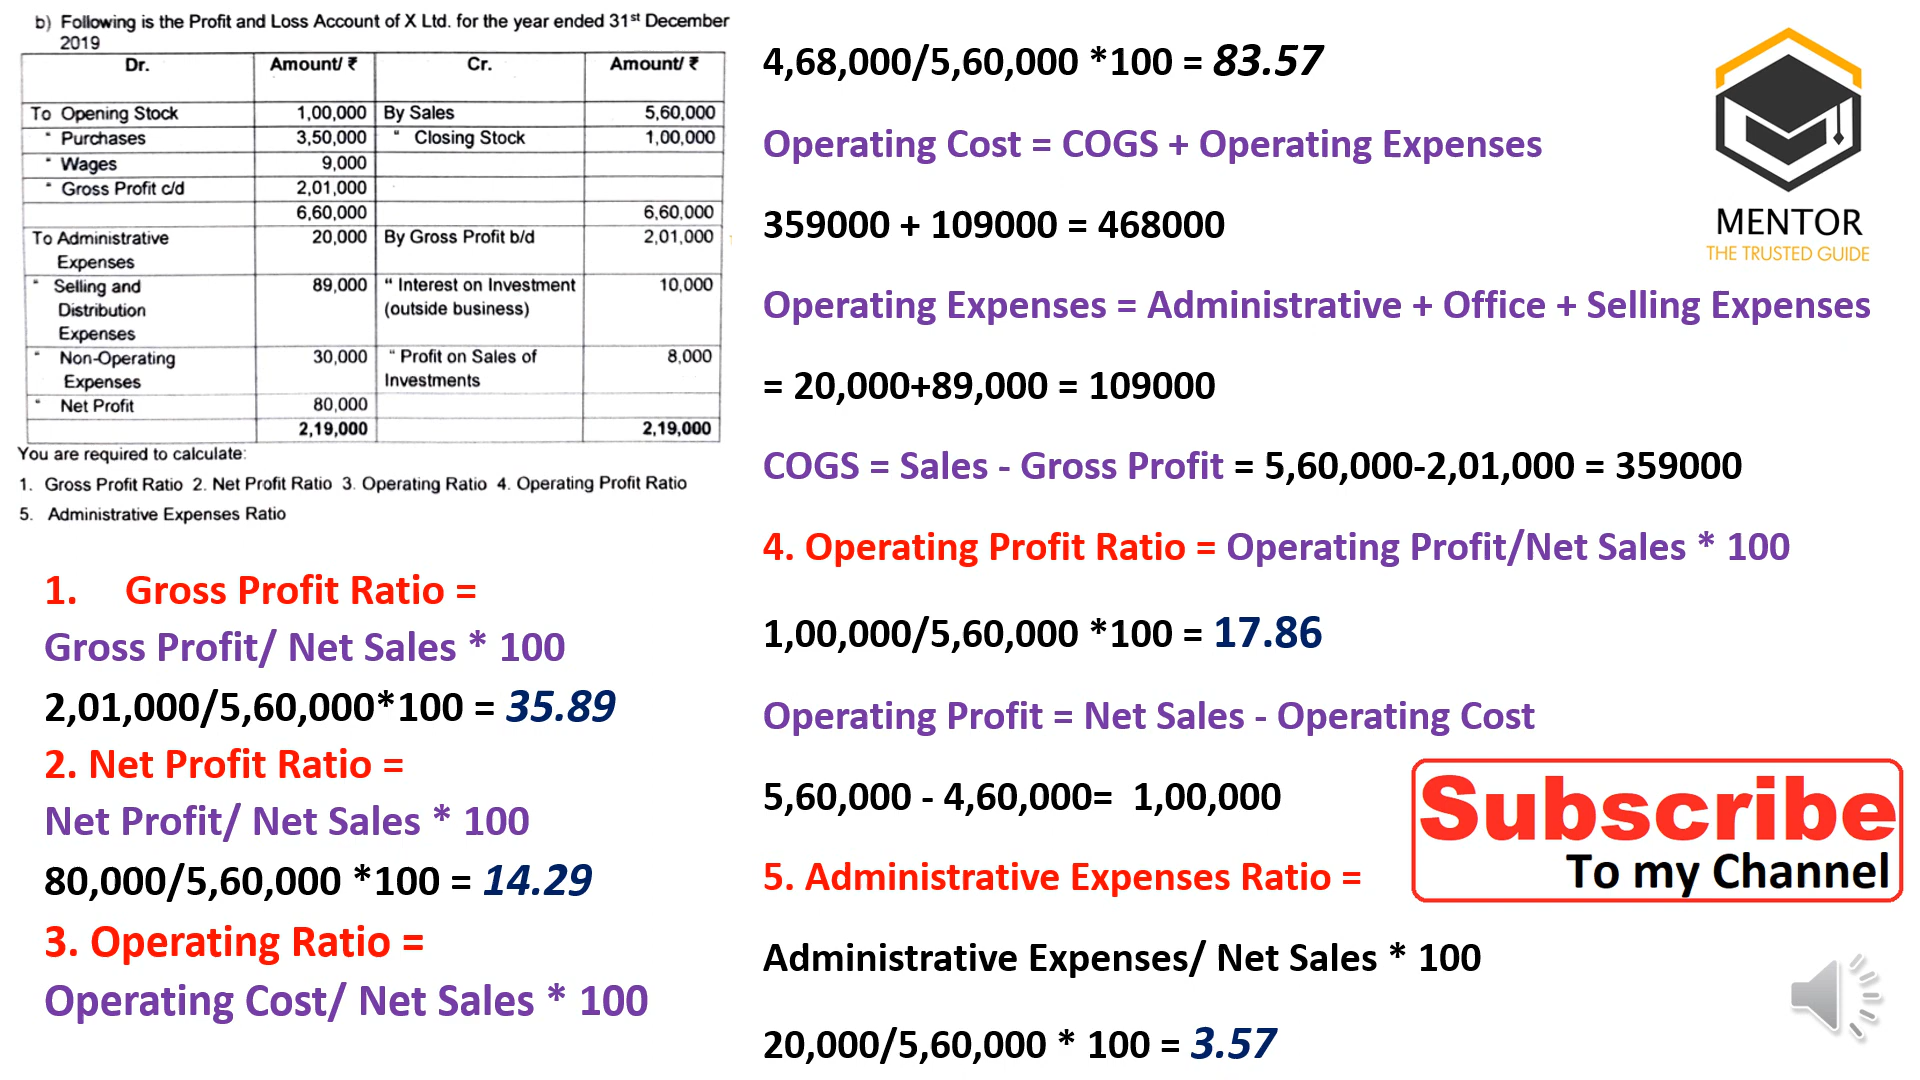 b) Following is the Profit and Loss Account of X Ltd. for the year ended 31st December
2019
Dr. Amount/ ₹ Cr. Amount/ ₹
To Opening Stock 1,00,000 By Sales 5,60,000
" Purchases 3,50,000 " Closing Stock 1,00,000
" Wages 9,000
" Gross Profit c/d 2,01,000
6,60,000 6,60,000
To Administrative 20,000 By Gross Profit b/d 2,01,000
Expenses
" Selling and 89,000 " Interest on Investment 10,000
Distribution (outside business)
Expenses
" Non-Operating 30,000 " Profit on Sales of 8,000
Expenses Investments
" Net Profit 80,000
2,19,000 2,19,000
You are required to calculate:
1. Gross Profit Ratio 2. Net Profit Ratio 3. Operating Ratio 4. Operating Profit Ratio
5. Administrative Expenses Ratio
1. Gross Profit Ratio =
Gross Profit/ Net Sales * 100
2,01,000/5,60,000*100 = 35.89
2. Net Profit Ratio =
Net Profit/ Net Sales * 100
80,000/5,60,000 *100 = 14.29
3. Operating Ratio =
Operating Cost/ Net Sales * 100
4,68,000/5,60,000 *100 = 83.57
Operating Cost = COGS + Operating Expenses
359000 + 109000 = 468000
Operating Expenses = Administrative + Office + Selling Expenses
= 20,000+89,000 = 109000
COGS = Sales - Gross Profit = 5,60,000-2,01,000 = 359000
4. Operating Profit Ratio = Operating Profit/Net Sales * 100
1,00,000/5,60,000 *100 = 17.86
Operating Profit = Net Sales - Operating Cost
5,60,000 - 4,60,000= 1,00,000
5. Administrative Expenses Ratio =
Administrative Expenses/ Net Sales * 100
20,000/5,60,000 * 100 = 3.57
MENTOR
THE TRUSTED GUIDE
Subscribe
To my Channel